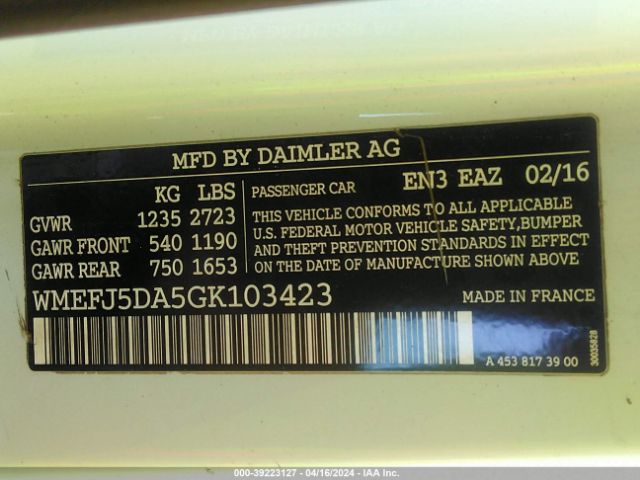 MFD BY DAIMLER AG
KG LBS
GVWR 1235 2723
GAWR FRONT 540 1190
GAWR REAR 750 1653
PASSENGER CAR EN3 EAZ 02/16
THIS VEHICLE CONFORMS TO ALL APPLICABLE
U.S. FEDERAL MOTOR VEHICLE SAFETY,BUMPER
AND THEFT PREVENTION STANDARDS IN EFFECT
ON THE DATE OF MANUFACTURE SHOWN ABOVE
WMEFJ5DA5GK103423 MADE IN FRANCE
A 453 817 39 00
30035828
000-39223127 - 04/16/2024 - IAA Inc.